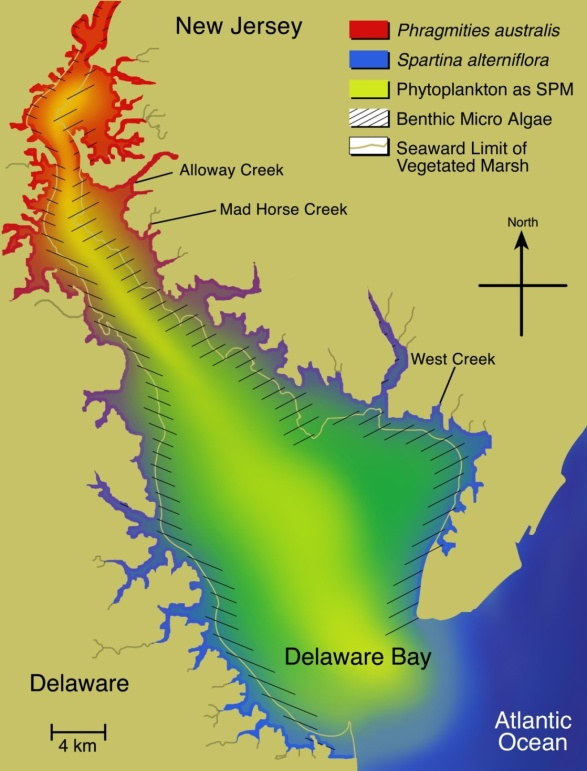 New Jersey
Phragmities australis
Spartina alterniflora
Phytoplankton as SPM
Benthic Micro Algae
Seaward Limit of
Vegetated Marsh
Alloway Creek
Mad Horse Creek
North
West Creek
Delaware Bay
Delaware
4 km
Atlantic
Ocean